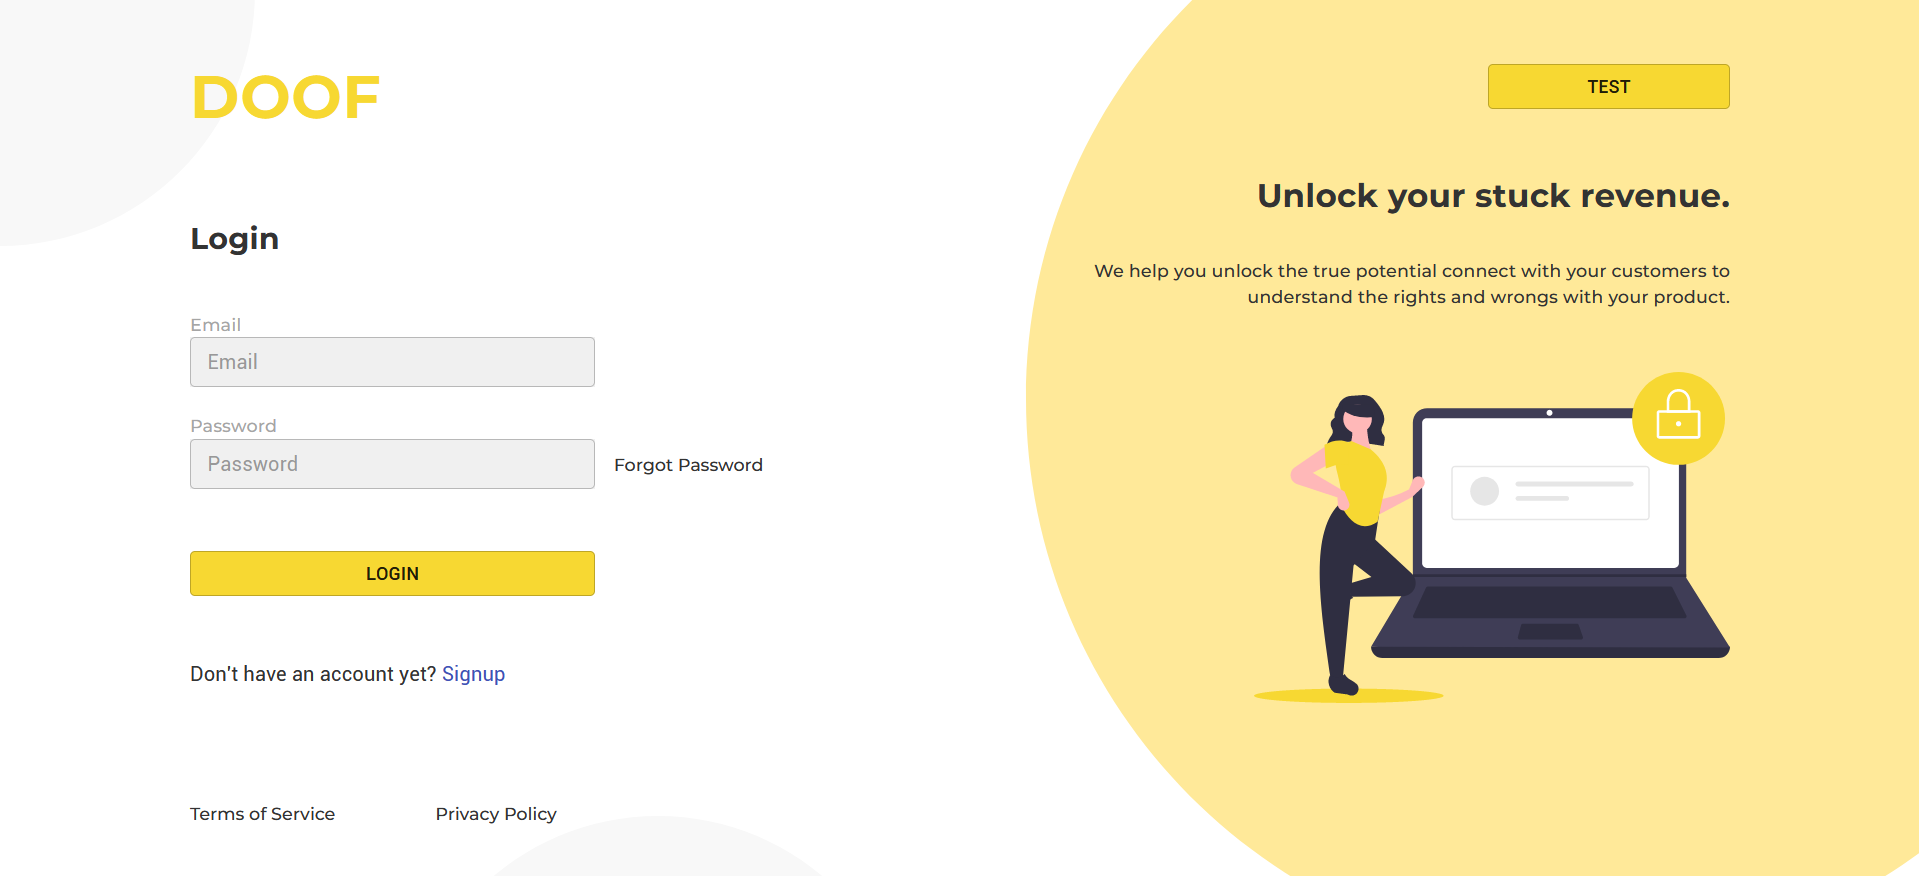 DOOF
Login
Email
Email
Password
Password
Forgot Password
LOGIN
Don't have an account yet? Signup
Terms of Service
Privacy Policy
TEST
Unlock your stuck revenue.
We help you unlock the true potential connect with your customers to
understand the rights and wrongs with your product.